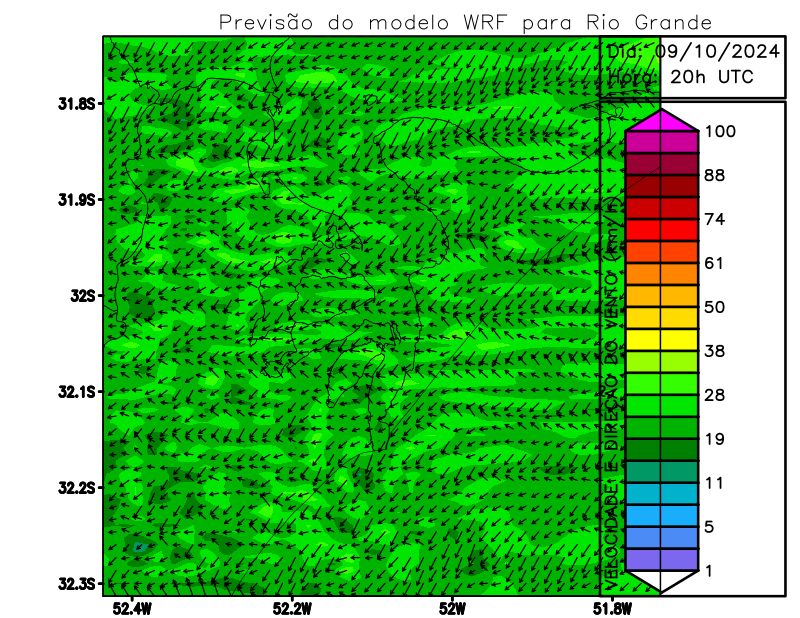 Previsão do modelo WRF para Rio Grande
Dia: 09/10/2024
Hora: 20h UTC
VELOCIDADE E DIREÇÃO DO VENTO (km/h)
100
88
74
61
50
38
28
19
11
5
1
31.8S
31.9S
32S
32.1S
32.2S
32.3S
52.4W
52.2W
52W
51.8W